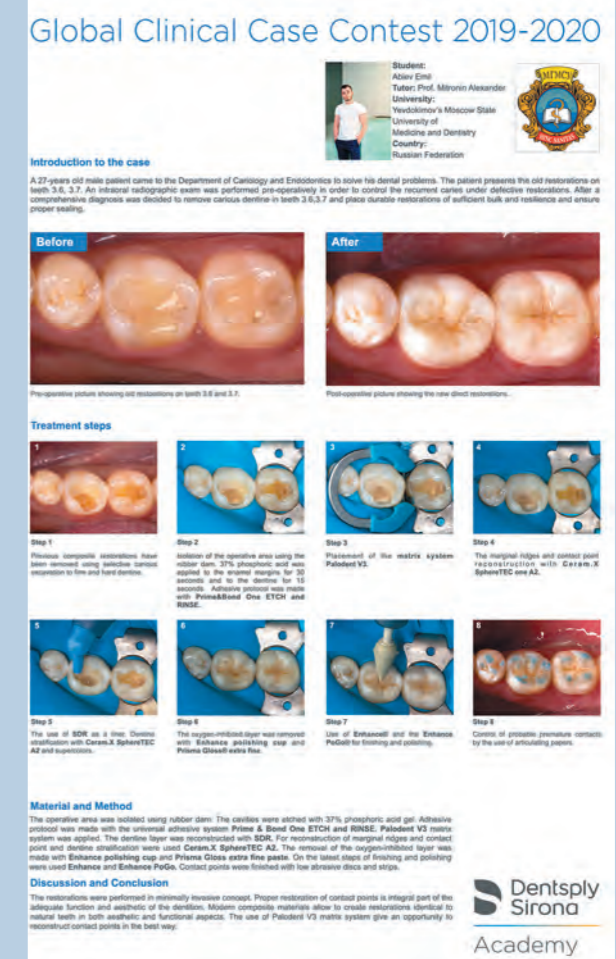 Global Clinical Case Contest 2019-2020
Student:
Abiev Emil
Tutor: Prof. Mitronin Alexander
University:
Yevdokimov's Moscow State
University of
Medicine and Dentistry
Country:
Russian Federation
МГМСУ
Introduction to the case
A 27-years old male patient came to the Department of Cariology and Endodontics to solve his dental problems. The patient presents the old restorations on
teeth 3.6, 3.7. An intraoral radiographic exam was performed pre-operatively in order to control the recurrent caries under defective restorations. After a
comprehensive diagnosis was decided to remove carious dentine in teeth 3.6,3.7 and place durable restorations of sufficient bulk and resilience and ensure
proper sealing.
Before
After
Pre-operative picture showing old restorations on teeth 3.6 and 3.7.
Post-operative picture showing the new direct restorations.
Treatment steps
1
2
3
4
Step 1
Previous composite restorations have
been removed using selective carious
excavation to firm and hard dentine.
Step 2
Isolation of the operative area using the
rubber dam. 37% phosphoric acid was
applied to the enamel margins for 30
seconds and to the dentine for 15
seconds. Adhesive protocol was made
with Prime&Bond One ETCH and
RINSE.
Step 3
Placement of the matrix system
Palodent V3.
Step 4
The marginal ridges and contact point
reconstruction with Ceram.X
SphereTEC one A2.
5
6
7
8
Step 5
The use of SDR as a liner. Dentine
stratification with Ceram.X SphereTEC
A2 and supercolors.
Step 6
The oxygen-inhibited layer was removed
with Enhance polishing cup and
Prisma Gloss® extra fine.
Step 7
Use of Enhance® and the Enhance
PoGo® for finishing and polishing.
Step 8
Control of probable premature contacts
by the use of articulating papers.
Material and Method
The operative area was isolated using rubber dam. The cavities were etched with 37% phosphoric acid gel. Adhesive
protocol was made with the universal adhesive system Prime & Bond One ETCH and RINSE. Palodent V3 matrix
system was applied. The dentine layer was reconstructed with SDR. For reconstruction of marginal ridges and contact
point and dentine stratification were used Ceram.X SphereTEC A2. The removal of the oxygen-inhibited layer was
made with Enhance polishing cup and Prisma Gloss extra fine paste. On the latest steps of finishing and polishing
were used Enhance and Enhance PoGo. Contact points were finished with low abrasive discs and strips.
Discussion and Conclusion
The restorations were performed in minimally invasive concept. Proper restoration of contact points is integral part of the
adequate function and aesthetic of the dentition. Modern composite materials allow to create restorations identical to
natural teeth in both aesthetic and functional aspects. The use of Palodent V3 matrix system give an opportunity to
reconstruct contact points in the best way.
Dentsply
Sirona
Academy